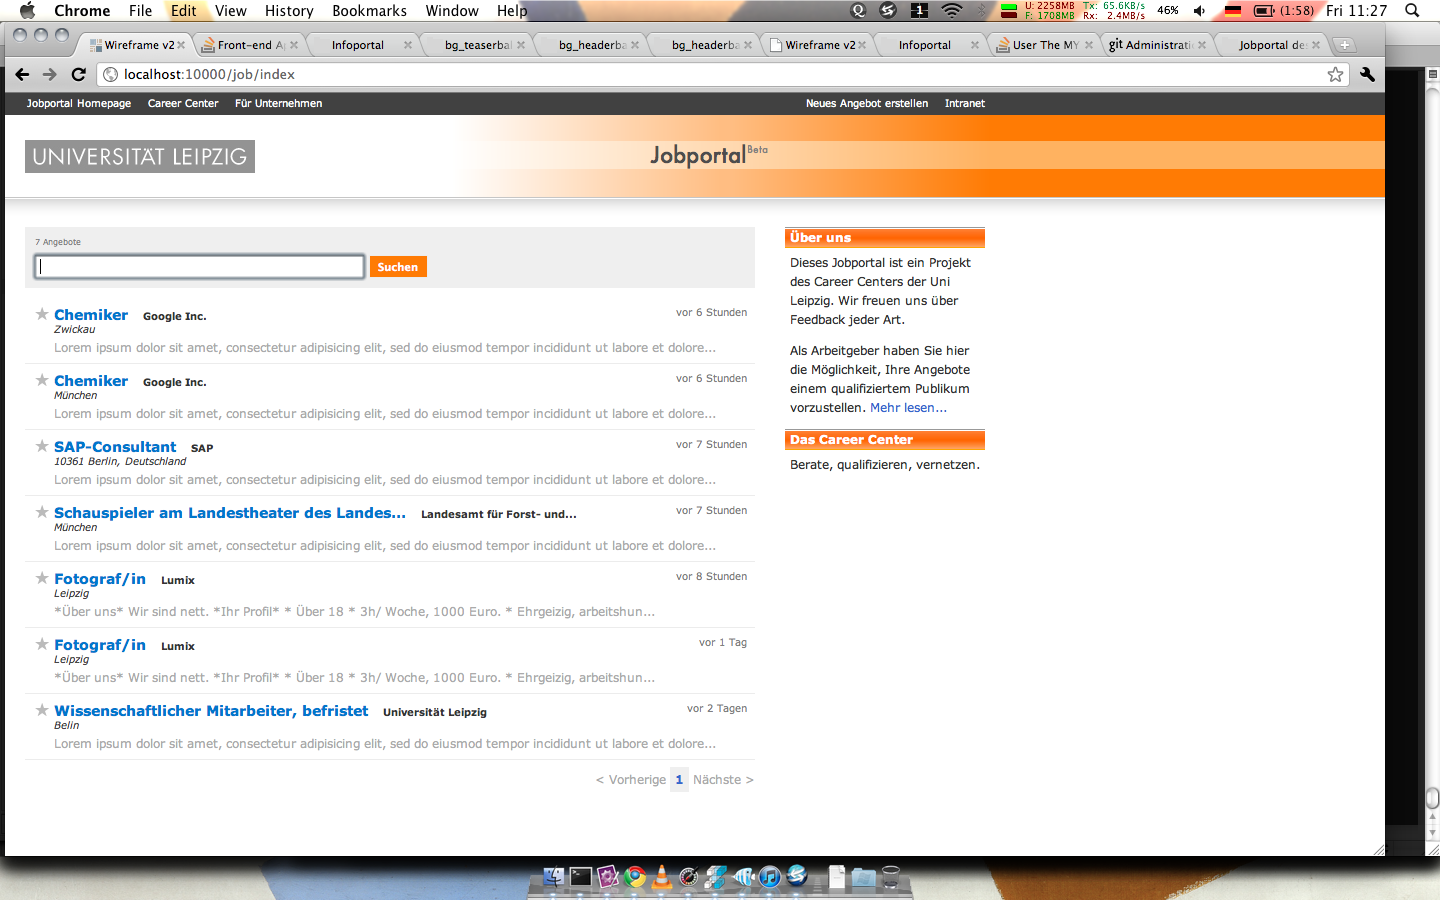 Chrome File Edit View History Bookmarks Window Help
1 U: 2258MB Tx: 65.6KB/s 46% (1:58) Fri 11:27
F: 1708MB Rx: 2.4MB/s
Wireframe v2 Front-end A Infoportal bg_teaserbal bg_headerba bg_headerba Wireframe v2 Infoportal User The MY git Administrati Jobportal de
localhost:10000/job/index
Jobportal Homepage Career Center Für Unternehmen Neues Angebot erstellen Intranet
UNIVERSITÄT LEIPZIG Jobportal Beta
7 Angebote
Suchen
Chemiker Google Inc. vor 6 Stunden
Zwickau
Lorem ipsum dolor sit amet, consectetur adipisicing elit, sed do eiusmod tempor incididunt ut labore et dolore...
Chemiker Google Inc. vor 6 Stunden
München
Lorem ipsum dolor sit amet, consectetur adipisicing elit, sed do eiusmod tempor incididunt ut labore et dolore...
SAP-Consultant SAP vor 7 Stunden
10361 Berlin, Deutschland
Lorem ipsum dolor sit amet, consectetur adipisicing elit, sed do eiusmod tempor incididunt ut labore et dolore...
Schauspieler am Landestheater des Landes... Landesamt für Forst- und... vor 7 Stunden
München
Lorem ipsum dolor sit amet, consectetur adipisicing elit, sed do eiusmod tempor incididunt ut labore et dolore...
Fotograf/in Lumix vor 8 Stunden
Leipzig
*Über uns* Wir sind nett. *Ihr Profil* * Über 18 * 3h/ Woche, 1000 Euro. * Ehrgeizig, arbeitshun...
Fotograf/in Lumix vor 1 Tag
Leipzig
*Über uns* Wir sind nett. *Ihr Profil* * Über 18 * 3h/ Woche, 1000 Euro. * Ehrgeizig, arbeitshun...
Wissenschaftlicher Mitarbeiter, befristet Universität Leipzig vor 2 Tagen
Belin
Lorem ipsum dolor sit amet, consectetur adipisicing elit, sed do eiusmod tempor incididunt ut labore et dolore...
< Vorherige 1 Nächste >
Über uns
Dieses Jobportal ist ein Projekt
des Career Centers der Uni
Leipzig. Wir freuen uns über
Feedback jeder Art.
Als Arbeitgeber haben Sie hier
die Möglichkeit, Ihre Angebote
einem qualifiziertem Publikum
vorzustellen. Mehr lesen...
Das Career Center
Berate, qualifizieren, vernetzen.